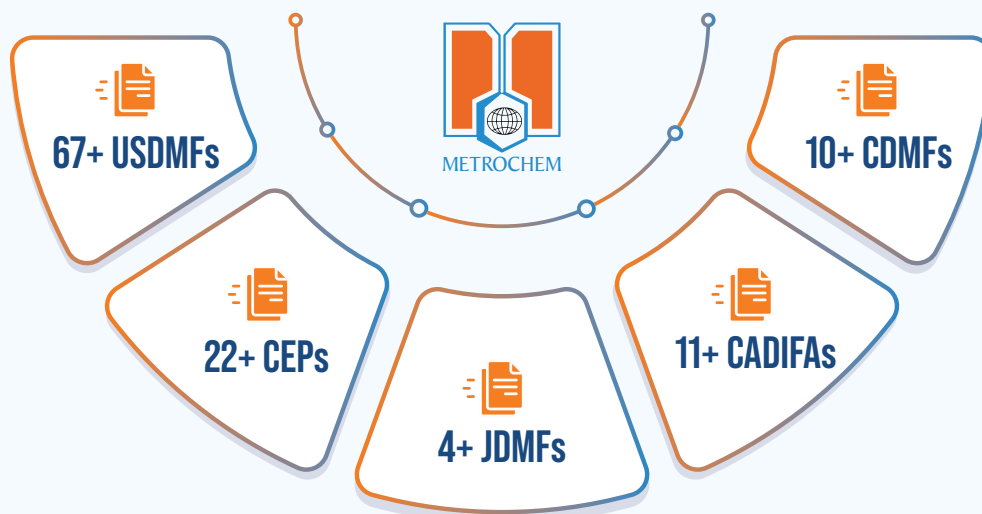 METROCHEM
67+ USDMFs
22+ CEPs
4+ JDMFs
11+ CADIFAs
10+ CDMFs